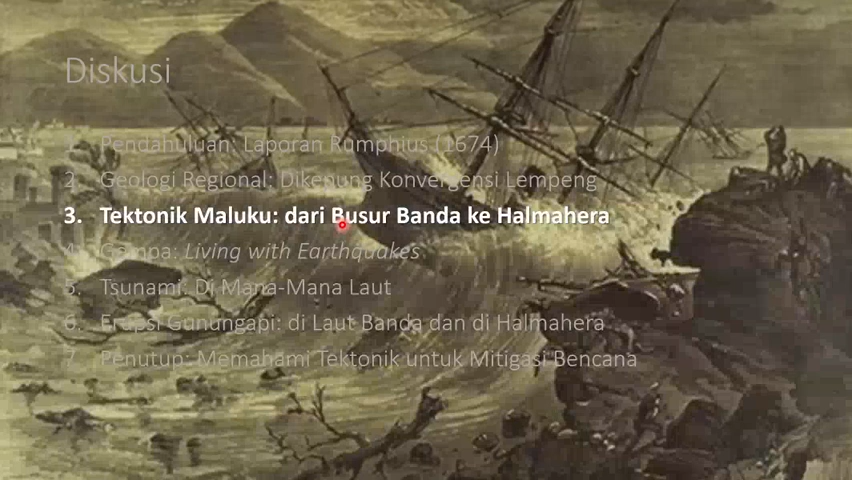 Diskusi
1. Pendahuluan: Laporan Rumphius (1674)
2. Geologi Regional: Dikepung Konvergensi Lempeng
3. Tektonik Maluku: dari Busur Banda ke Halmahera
4. Gempa: Living with Earthquakes
5. Tsunami: Di Mana-Mana Laut
6. Erupsi Gunungapi: di Laut Banda dan di Halmahera
7. Penutup: Memahami Tektonik untuk Mitigasi Bencana